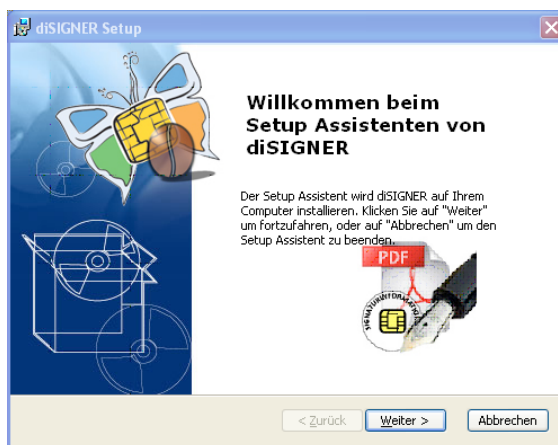 diSIGNER Setup
Willkommen beim
Setup Assistenten von
diSIGNER
Der Setup Assistent wird diSIGNER auf Ihrem
Computer installieren. Klicken Sie auf "Weiter"
um fortzufahren, oder auf "Abbrechen" um den
Setup Assistent zu beenden.
PDF
SIGNATURINFORMATION
< Zurück
Weiter >
Abbrechen